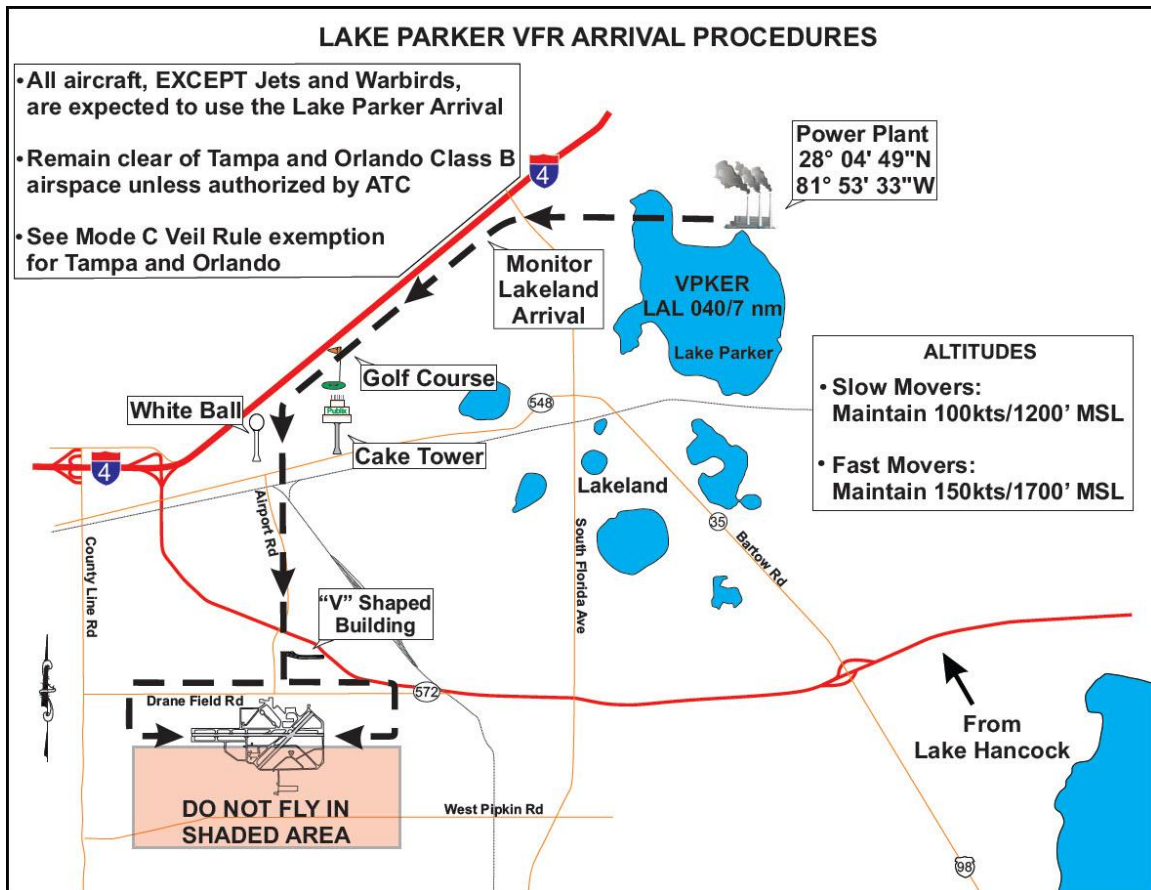 LAKE PARKER VFR ARRIVAL PROCEDURES
• All aircraft, EXCEPT Jets and Warbirds,
are expected to use the Lake Parker Arrival
• Remain clear of Tampa and Orlando Class B
airspace unless authorized by ATC
• See Mode C Veil Rule exemption
for Tampa and Orlando
4
Power Plant
28° 04' 49"N
81° 53' 33"W
Monitor
Lakeland
Arrival
VPKER
LAL 040/7 nm
Lake Parker
ALTITUDES
• Slow Movers:
Maintain 100kts/1200' MSL
• Fast Movers:
Maintain 150kts/1700' MSL
Golf Course
White Ball
Publix
Cake Tower
548
4
Lakeland
Airport Rd
35
Bartow Rd
County Line Rd
South Florida Ave
“V” Shaped
Building
Drane Field Rd
572
From
Lake Hancock
DO NOT FLY IN
SHADED AREA
West Pipkin Rd
98